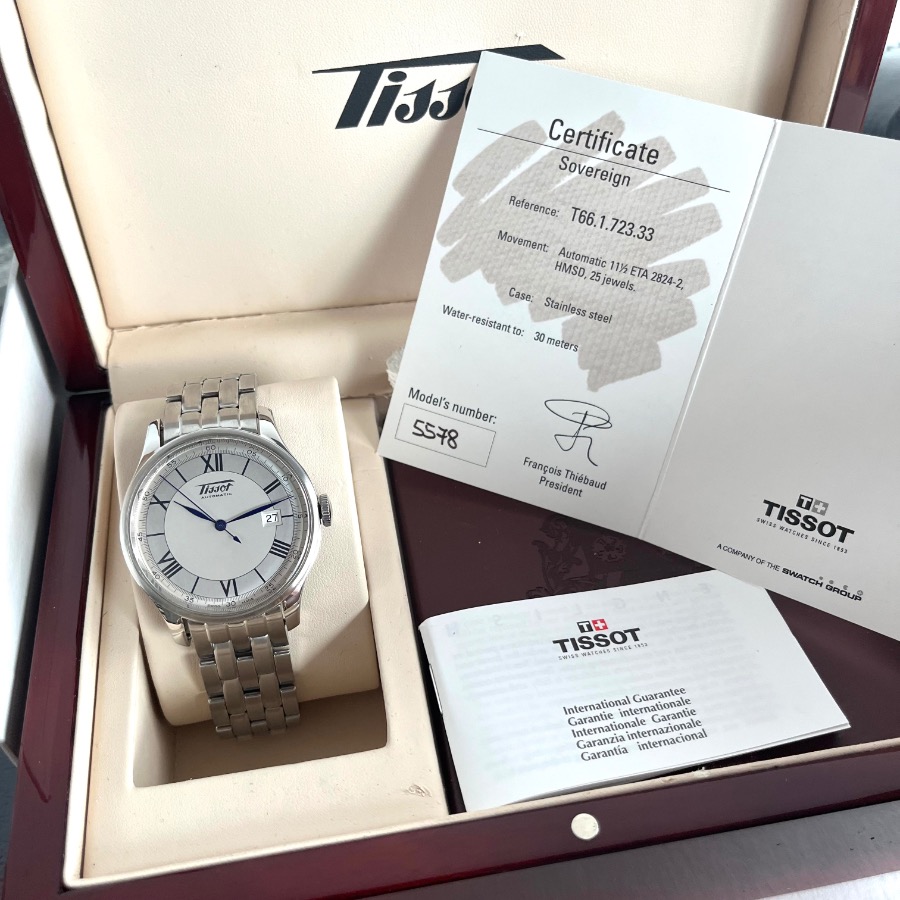 Tisso
Certificate
Sovereign
Reference: T66.1.723.33
Movement: Automatic 11½ ETA 2824-2,
HMSD, 25 jewels.
Case: Stainless steel
Water-resistant to: 30 meters
Model's number:
5578
François Thiébaud
President
T+
TISSOT
SWISS WATCHES SINCE 1853
A COMPANY OF THE SWATCH GROUP
XII
Tissot
AUTOMATIC
27
VI
T+
TISSOT
SWISS WATCHES SINCE 1853
International Guarantee
Garantie internationale
Internationale Garantie
Garanzia internazionale
Garantía internacional